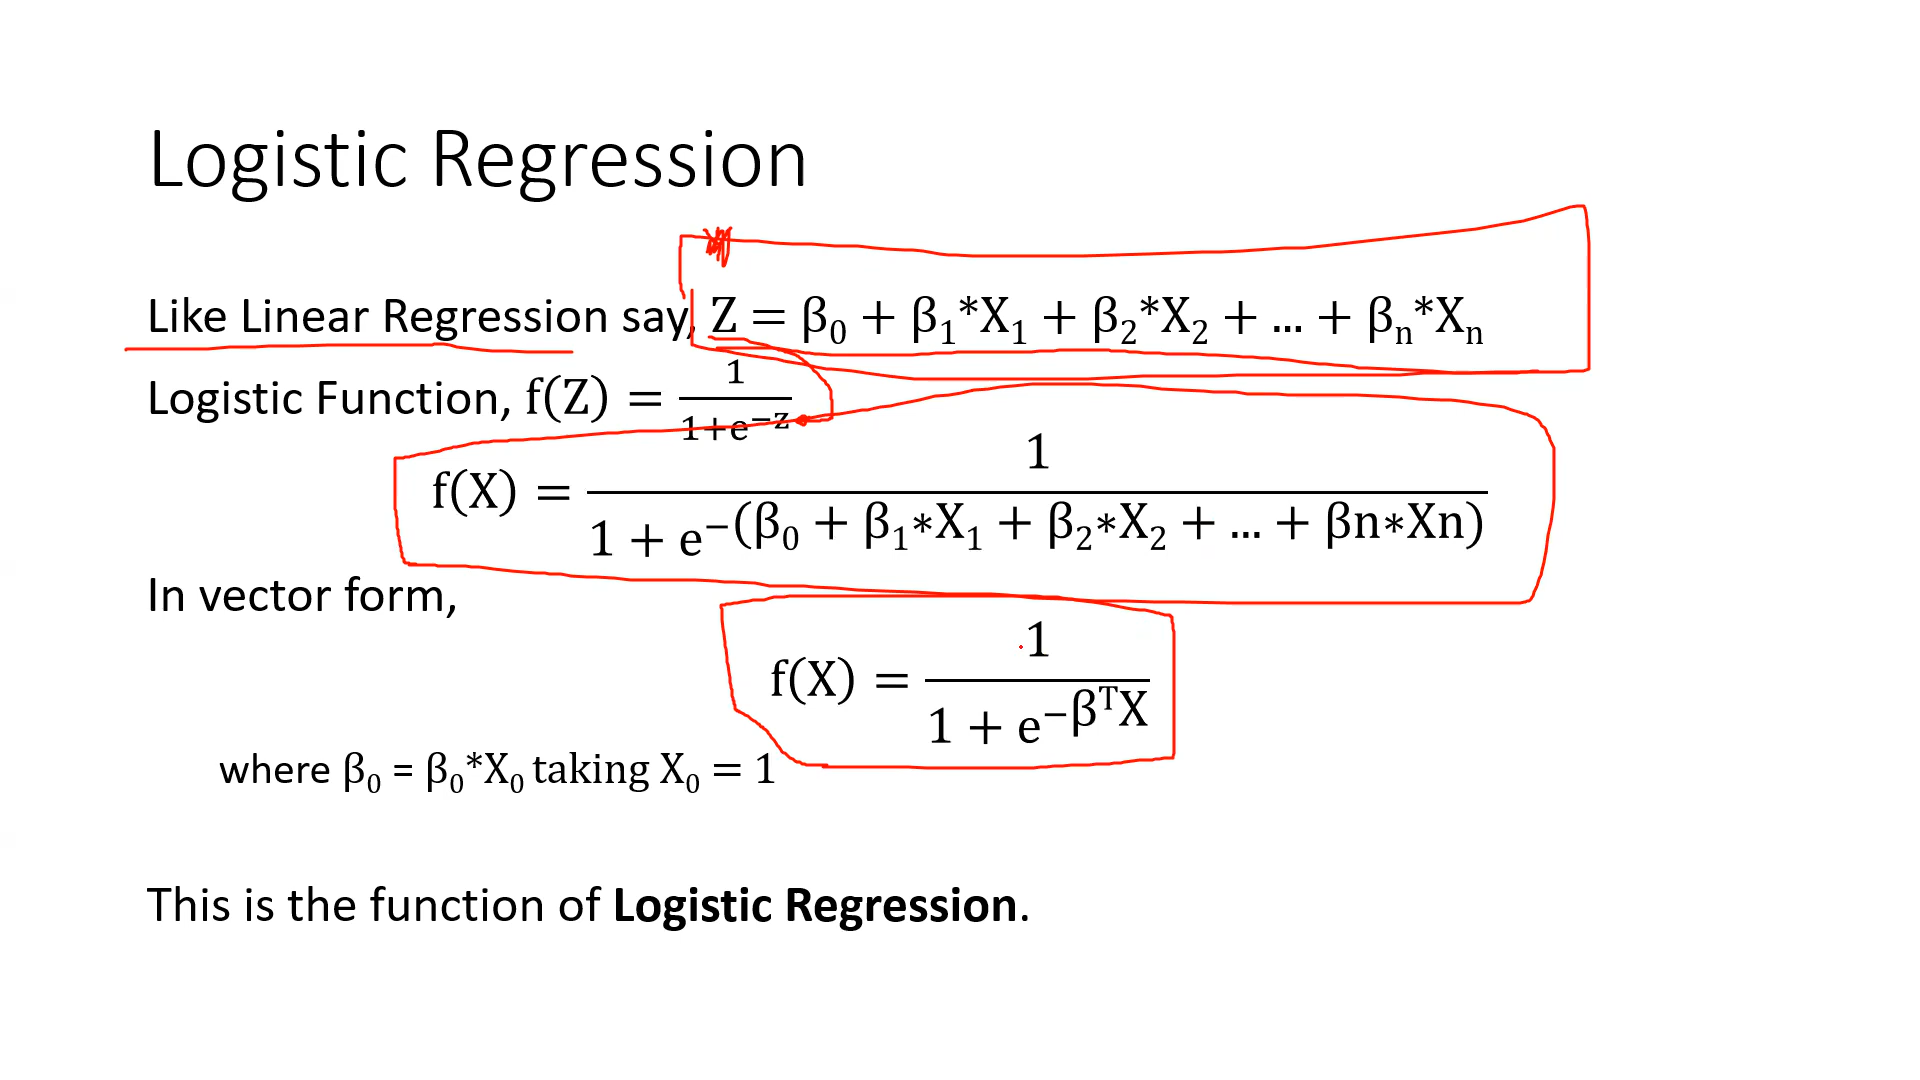 Logistic Regression
Like Linear Regression say, Z = β₀ + β₁*X₁ + β₂*X₂ + ... + βₙ*Xₙ
Logistic Function, f(Z) = 1/(1+e^−z)
f(X) = 1/(1 + e^−(β₀ + β₁*X₁ + β₂*X₂ + ... + βn*Xn))
In vector form,
f(X) = 1/(1 + e^−βᵀX)
where β₀ = β₀*X₀ taking X₀ = 1
This is the function of Logistic Regression.